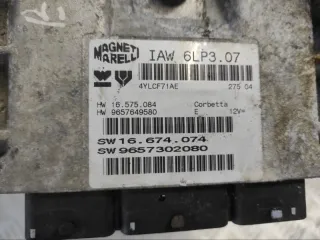 MAGNETI
MARELLI
IAW 6LP3.07
4YLCF71AE 275 04
HW 16.575.084 Corbetta
HW 9657649580 E 12V=
SW16.674.074
SW9657302080